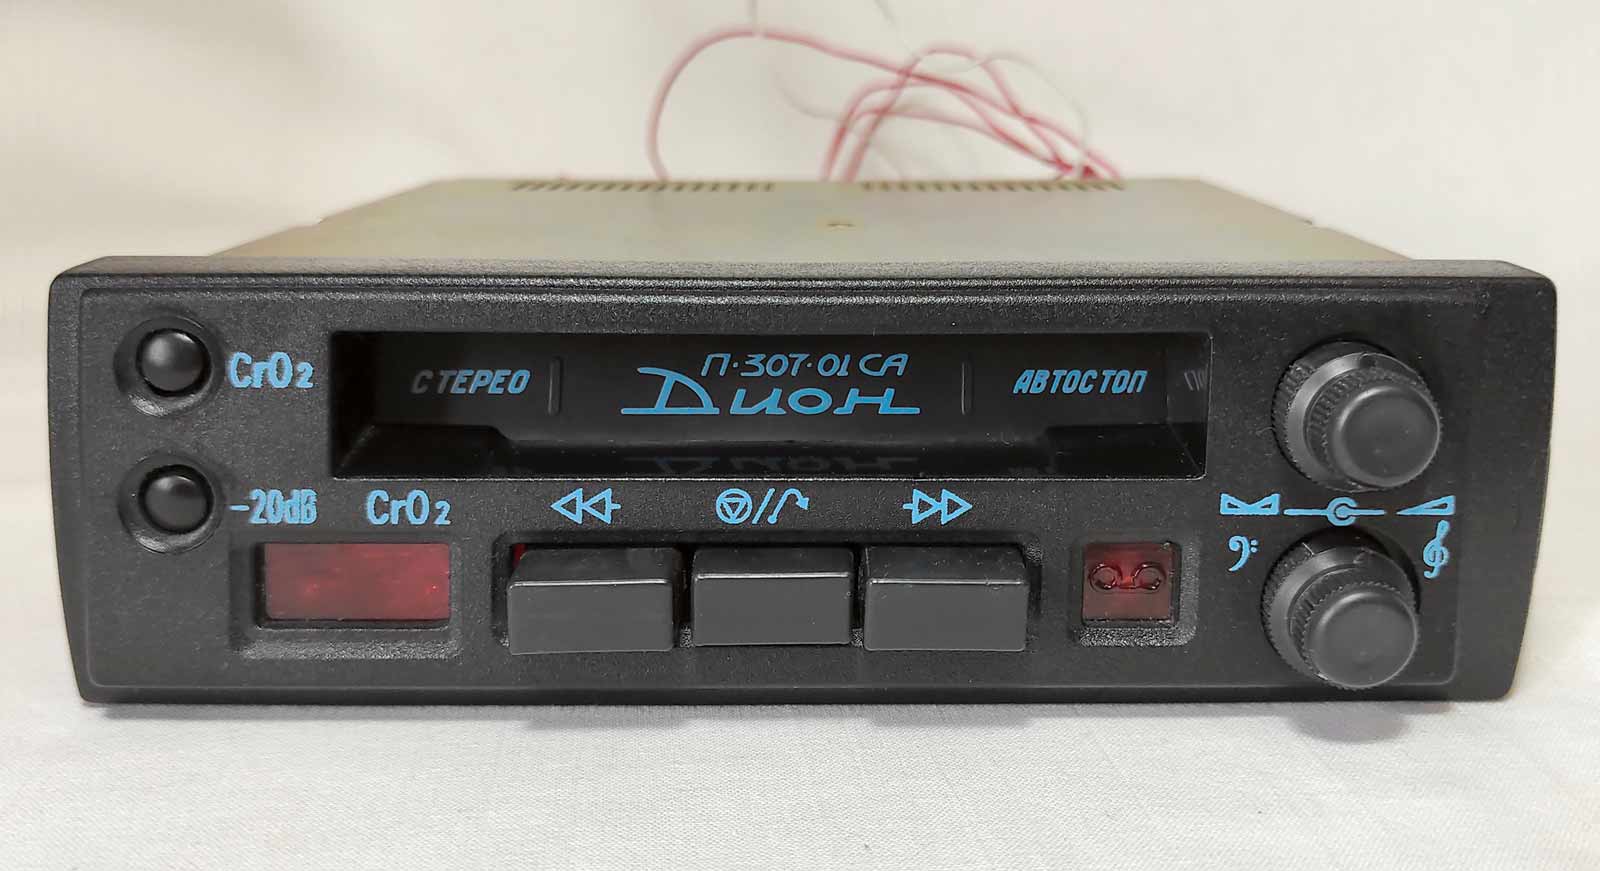 CrO2
СТЕРЕО
П·307·01 СА
Дион
АВТОСТОП
-20dB
CrO2